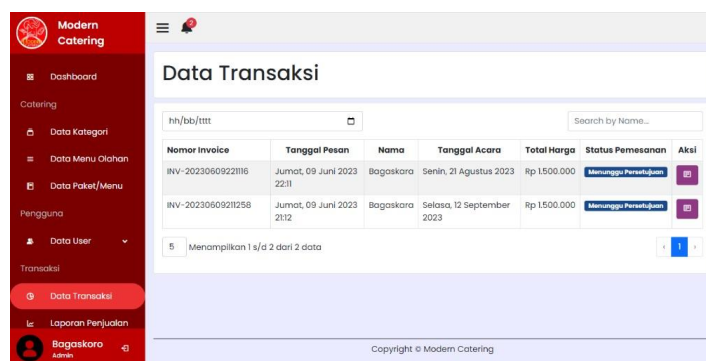 Modern
Catering
2
Dashboard
Catering
Data Kategori
Data Menu Olahan
Data Paket/Menu
Pengguna
Data User
Transaksi
Data Transaksi
Laporan Penjualan
Bagaskoro
Admin
Data Transaksi
hh/bb/tttt
Search by Name...
Nomor Invoice Tanggal Pesan Nama Tanggal Acara Total Harga Status Pemesanan Aksi
INV-20230609221116 Jumat, 09 Juni 2023 Bagaskara Senin, 21 Agustus 2023 Rp 1.500.000 Menunggu Persetujuan
22:11
INV-20230609211258 Jumat, 09 Juni 2023 Bagaskara Selasa, 12 September Rp 1.500.000 Menunggu Persetujuan
21:12 2023
5 Menampilkan 1 s/d 2 dari 2 data
‹ 1 ›
Copyright © Modern Catering